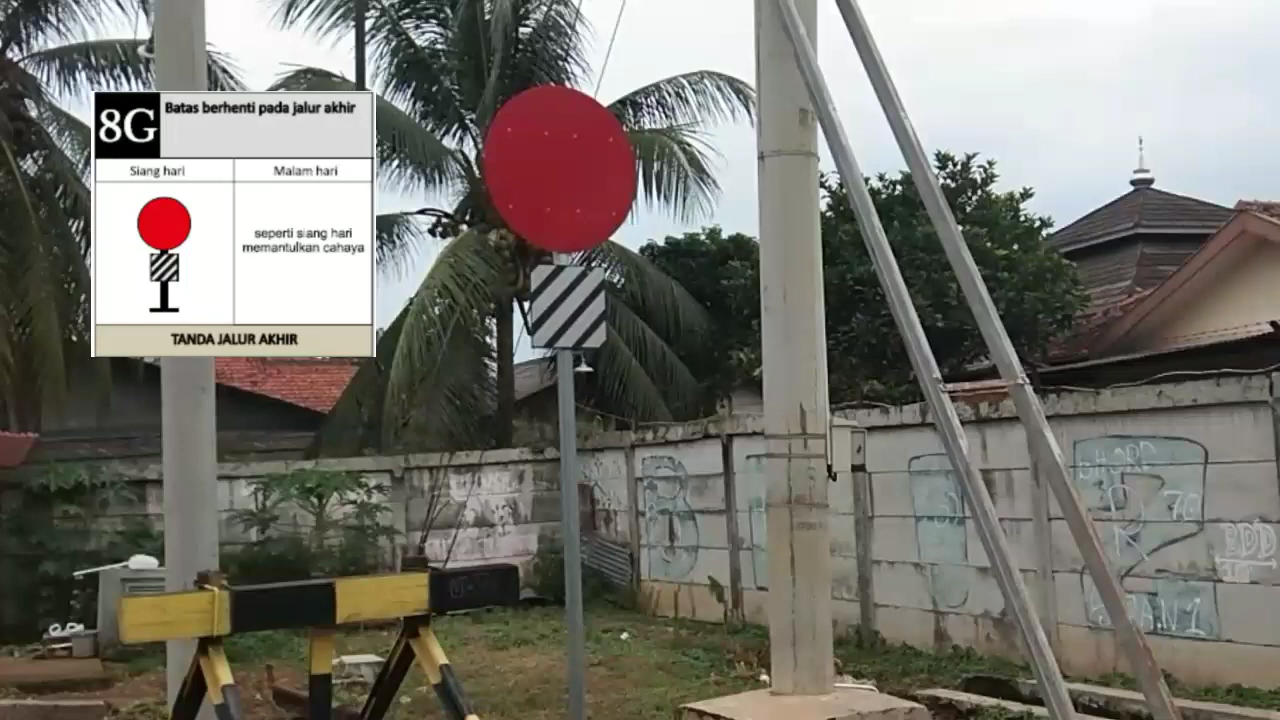 8G
Batas berhenti pada jalur akhir
Siang hari
Malam hari
seperti siang hari
memantulkan cahaya
TANDA JALUR AKHIR